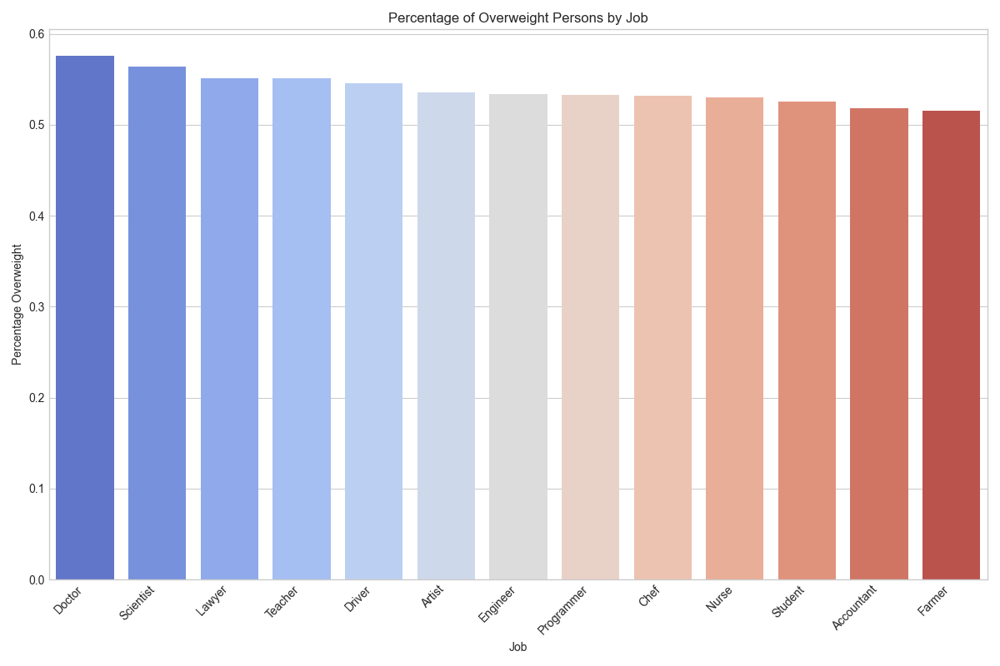 Percentage of Overweight Persons by Job
Percentage Overweight
0.6
0.5
0.4
0.3
0.2
0.1
0.0
Doctor
Scientist
Lawyer
Teacher
Driver
Artist
Engineer
Programmer
Chef
Nurse
Student
Accountant
Farmer
Job